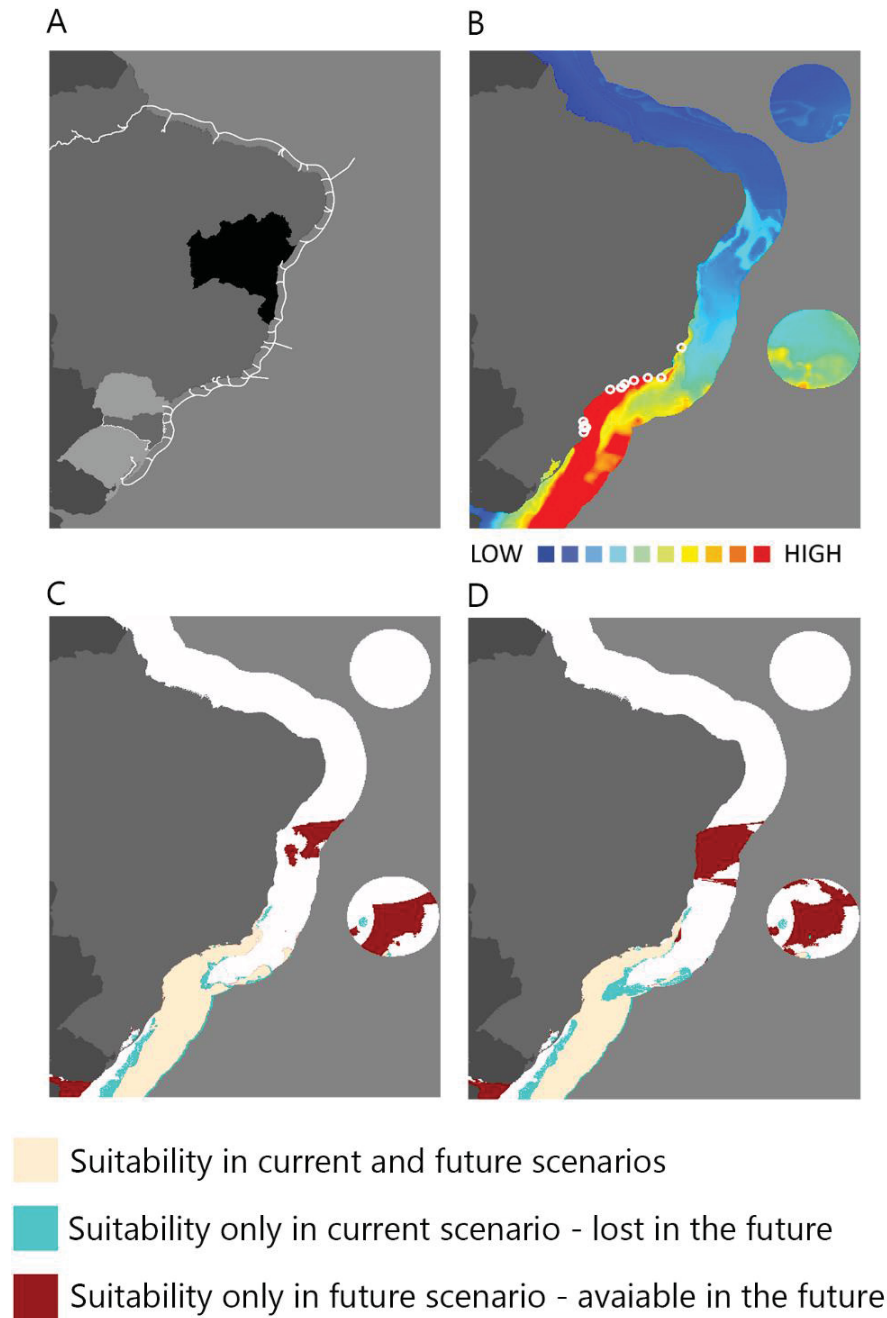 A
B
LOW HIGH
C
D
Suitability in current and future scenarios
Suitability only in current scenario - lost in the future
Suitability only in future scenario - avaiable in the future